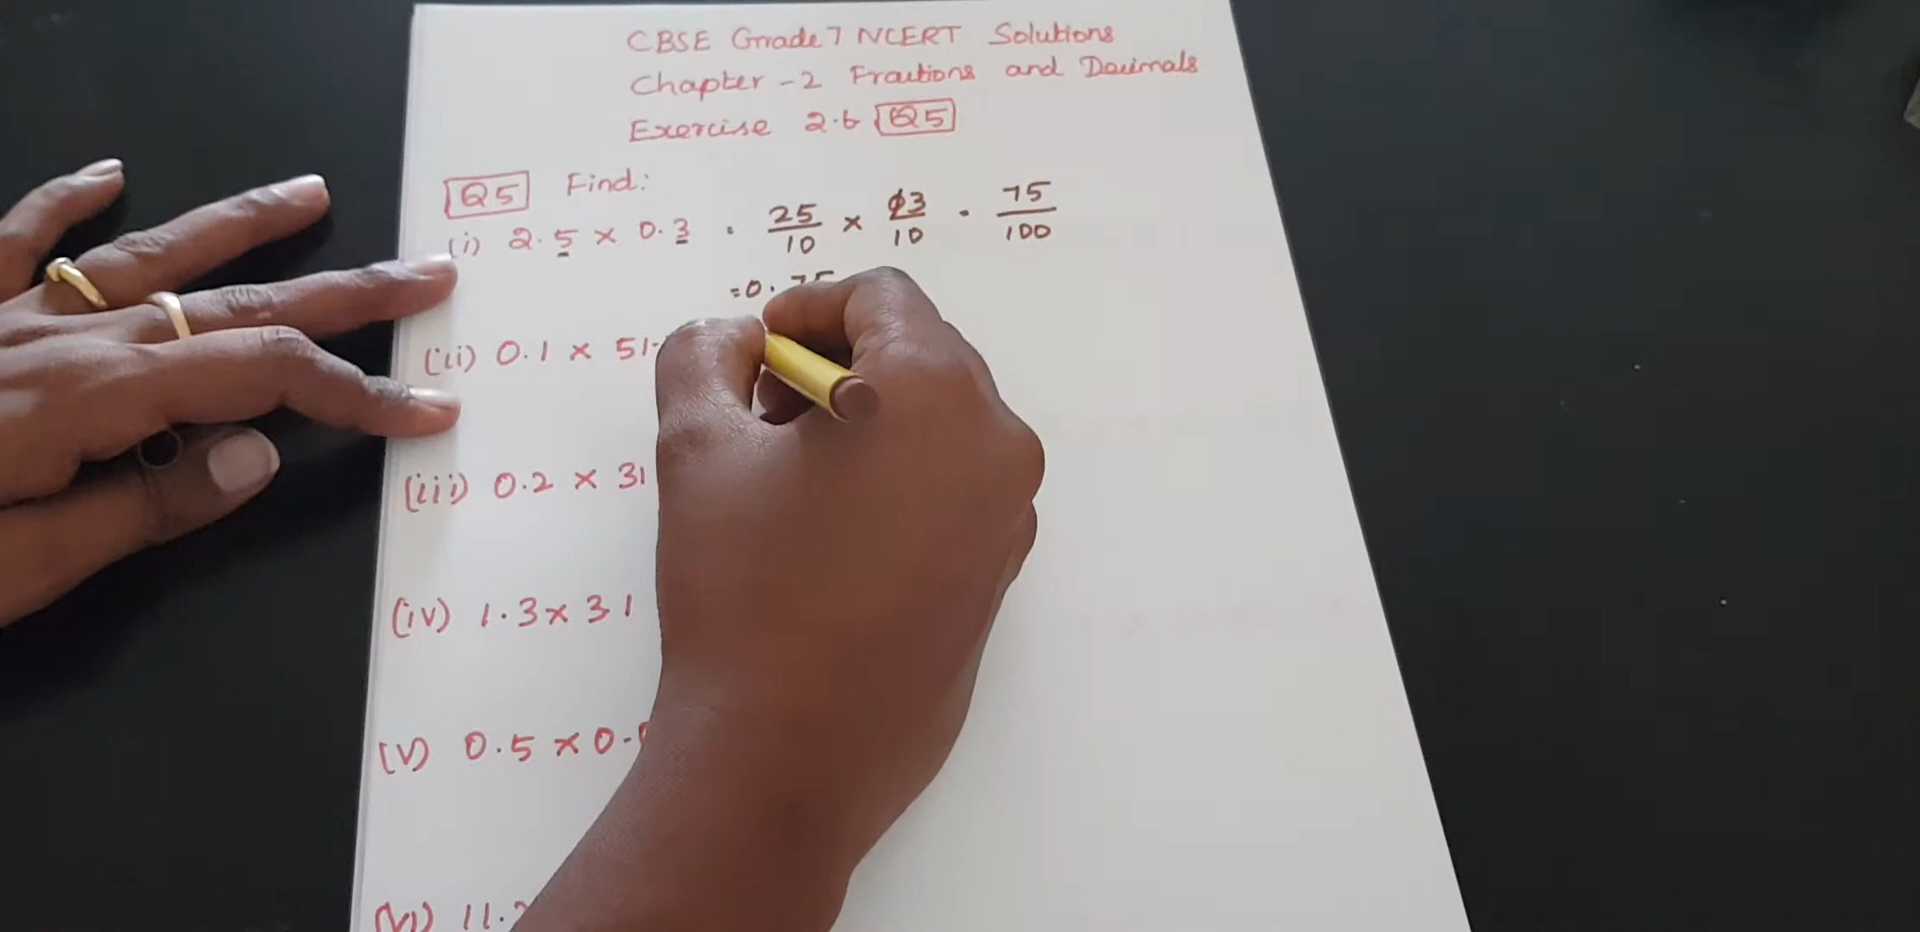 CBSE Grade 7 NCERT Solutions
Chapter - 2 Fractions and Decimals
Exercise 2.6 Q5
Q5 Find:
(i) 2.5 × 0.3 = 25/10 × 03/10 = 75/100
= 0.75
(ii) 0.1 × 51.
(iii) 0.2 × 31
(iv) 1.3 × 31
(v) 0.5 × 0.
(vi) 11.